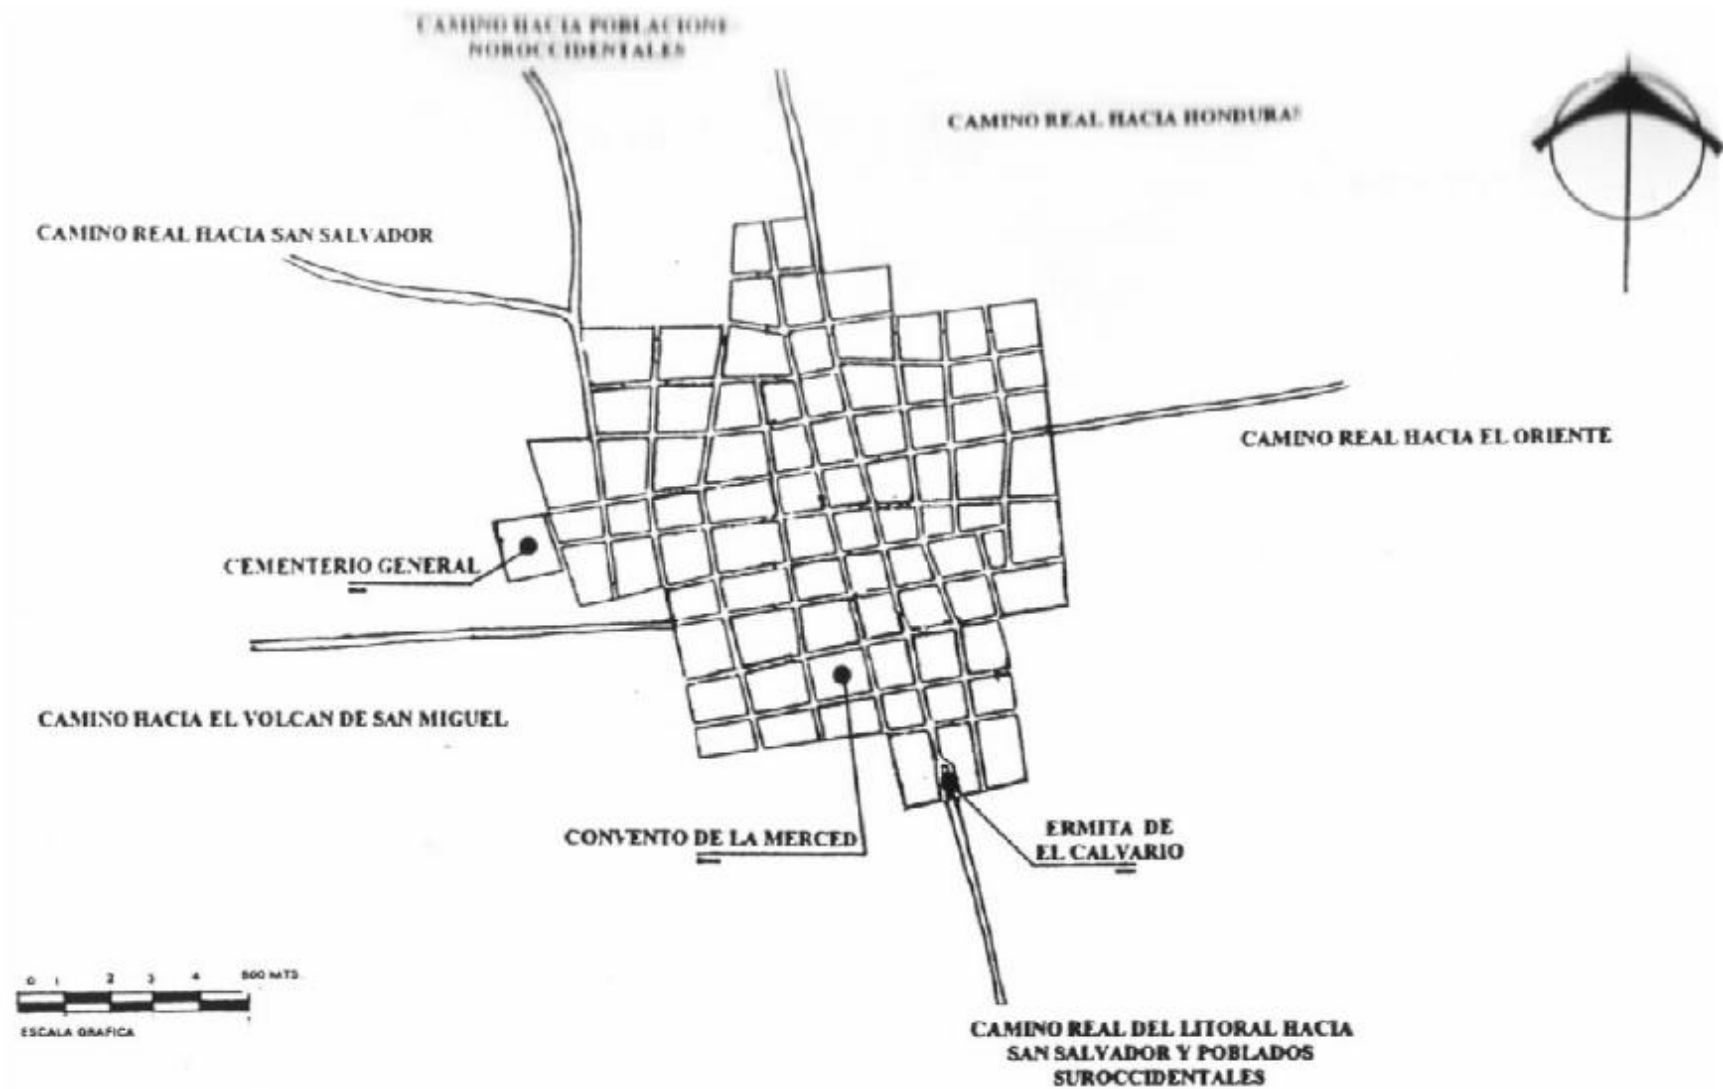 CAMINO HACIA POBLACIONE
NOROCCIDENTALES
CAMINO REAL HACIA HONDURAS
CAMINO REAL HACIA SAN SALVADOR
CAMINO REAL HACIA EL ORIENTE
CEMENTERIO GENERAL
CAMINO HACIA EL VOLCAN DE SAN MIGUEL
CONVENTO DE LA MERCED
ERMITA DE
EL CALVARIO
0 1 2 3 4 500 MTS.
ESCALA GRAFICA
CAMINO REAL DEL LITORAL HACIA
SAN SALVADOR Y POBLADOS
SUROCCIDENTALES